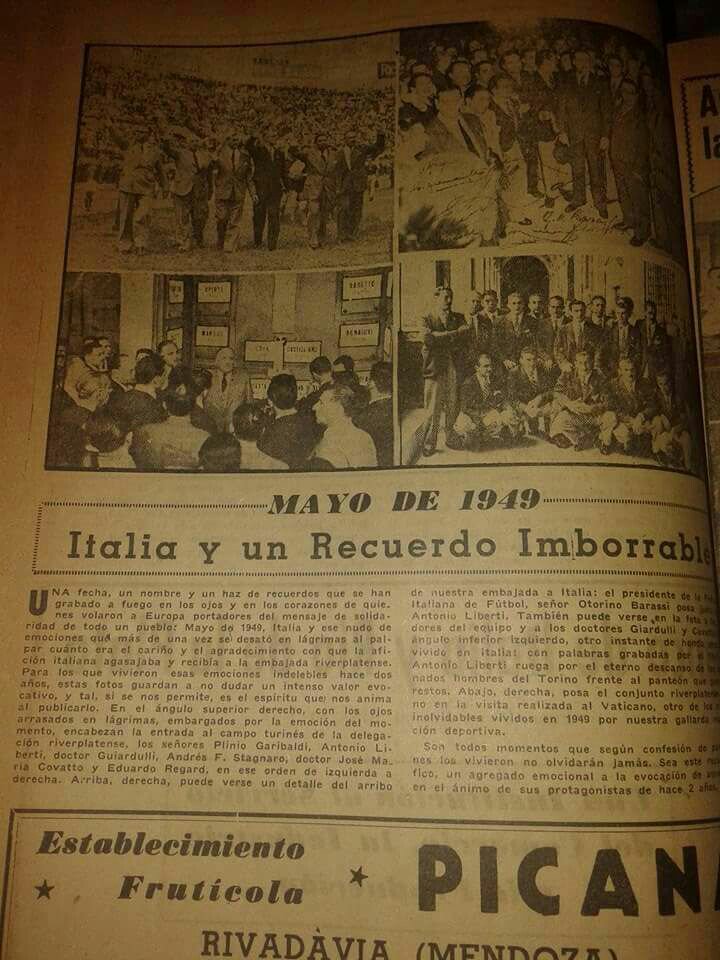 MAYO DE 1949
Italia y un Recuerdo Imborrable
UNA fecha, un nombre y un haz de recuerdos que se han
grabado a fuego en los ojos y en los corazones de quie-
nes volaron a Europa portadores del mensaje de solida-
ridad de todo un pueblo: Mayo de 1949, Italia y ese nudo de
emociones que más de una vez se desató en lágrimas al pal-
par cuánto era el cariño y el agradecimiento con que la afi-
ción italiana agasajaba y recibía a la embajada riverplatense.
Para los que vivieron esas emociones indelebles hace dos
años, estas fotos guardan a no dudar un intenso valor evo-
cativo, y tal, si se nos permite, es el espíritu que nos anima
al publicarlo. En el ángulo superior derecho, con los ojos
arrasados en lágrimas, embargados por la emoción del mo-
mento, encabezan la entrada al campo turinés de la delega-
ción riverplatense, los señores Plinio Garibaldi, Antonio Li-
berti, doctor Guiardulli, Andrés F. Stagnaro, doctor José Ma-
ría Covatto y Eduardo Regard, en ese orden de izquierda a
derecha. Arriba, derecha, puede verse un detalle del arribo
de nuestra embajada a Italia: el presidente de la
Italiana de Fútbol, señor Otorino Barassi posa
Antonio Liberti. También puede verse en la foto a
dores del equipo y a los doctores Giardulli y
ángulo inferior izquierdo, otro instante de
vivido en Italia: con palabras grabadas por el
Antonio Liberti ruega por el eterno descanso de
nados hombres del Torino frente al panteón que
restos. Abajo, derecha, posa el conjunto riverplaten
no en la visita realizada al Vaticano, otro de los
inolvidables vividos en 1949 por nuestra gallarda
ción deportiva.
Son todos momentos que según confesión de
nes los vivieron no olvidarán jamás. Sea este
fico, un agregado emocional a la evocación de
en el ánimo de sus protagonistas de hace 2 años.
Establecimiento
Frutícola
PICAN
RIVADÀVIA (MENDOZA)